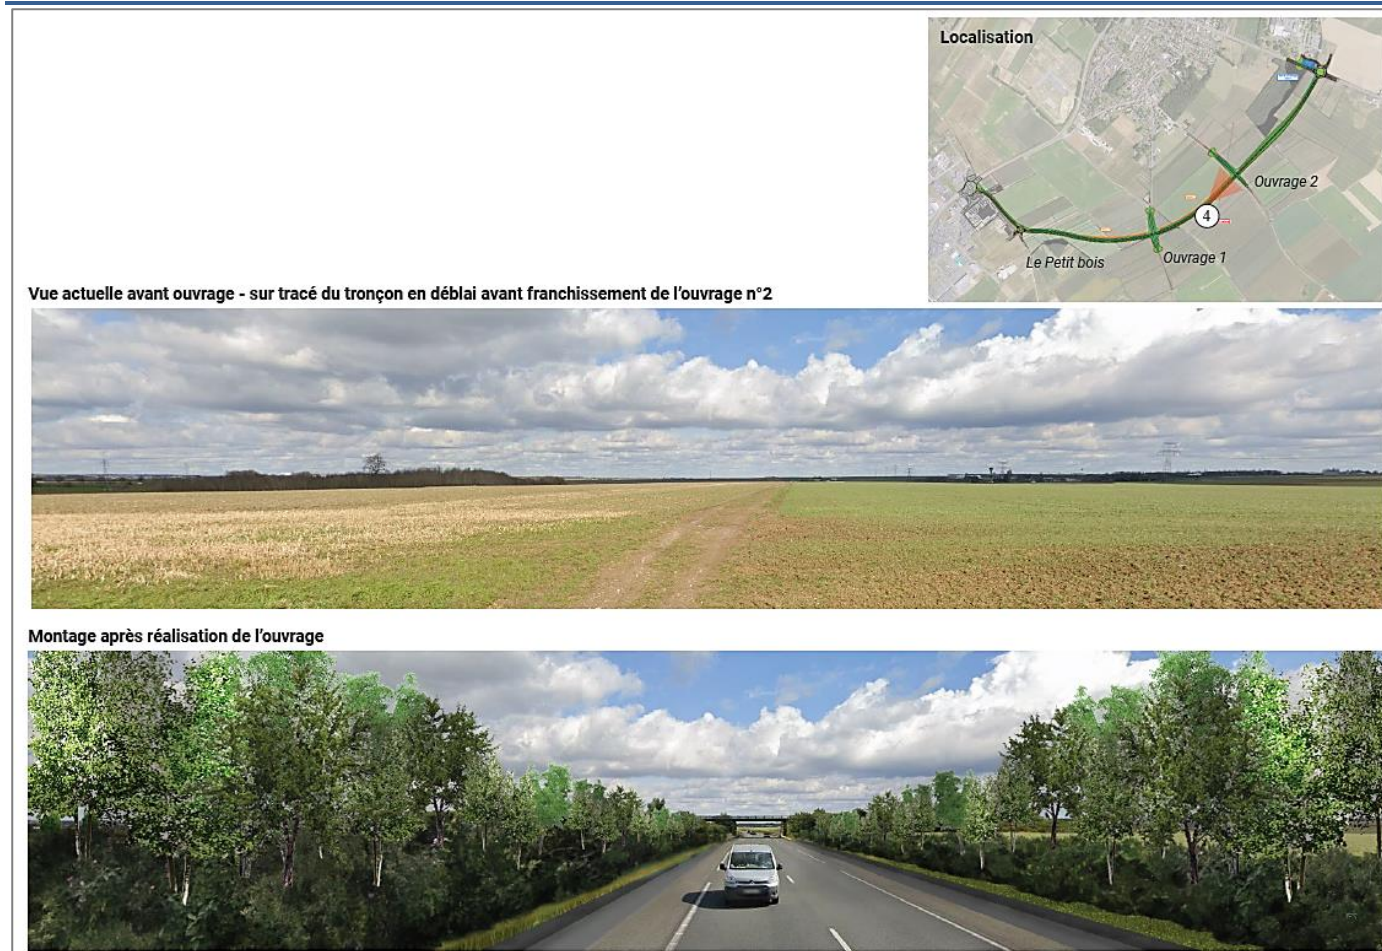 Localisation
Ouvrage 2
4
Ouvrage 1
Le Petit bois
Vue actuelle avant ouvrage - sur tracé du tronçon en déblai avant franchissement de l'ouvrage n°2
Montage après réalisation de l'ouvrage